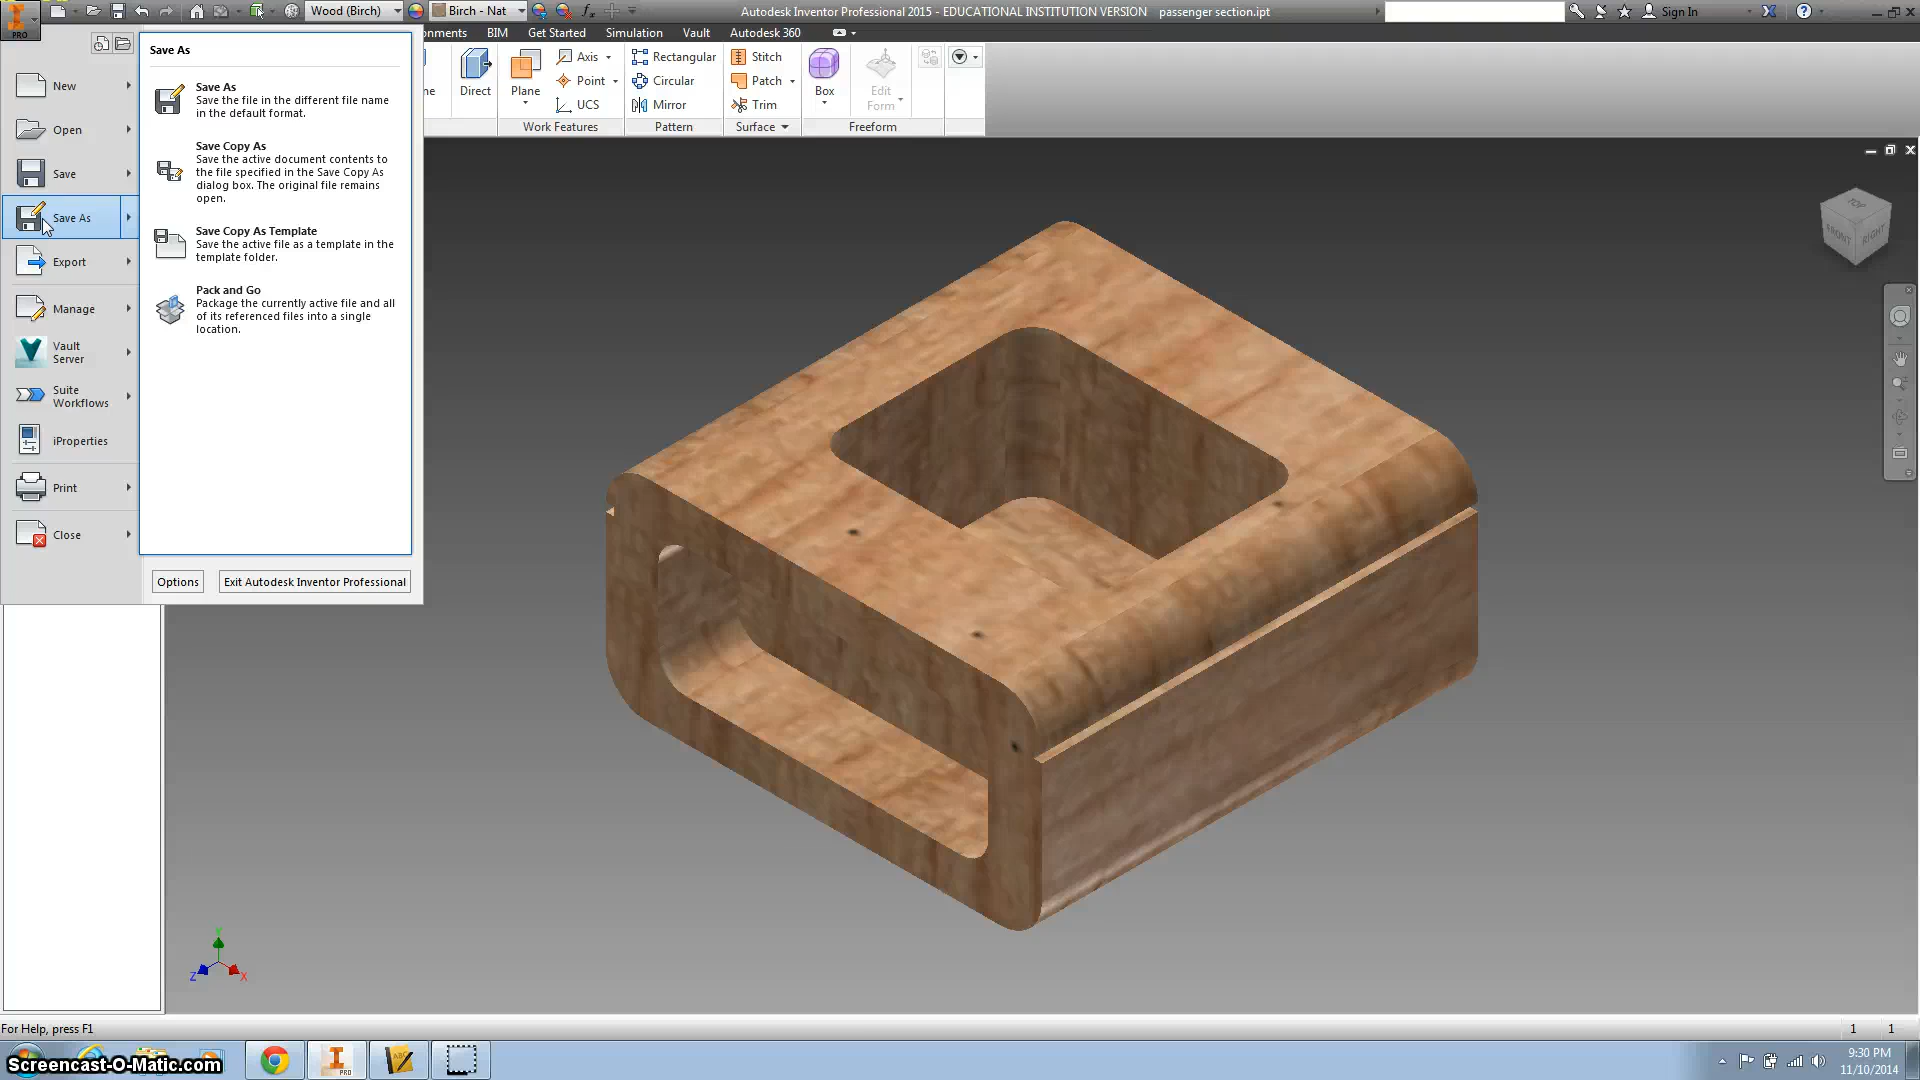 PRO
Wood (Birch)
Birch - Nat
Autodesk Inventor Professional 2015 - EDUCATIONAL INSTITUTION VERSION passenger section.ipt
Sign In
nments BIM Get Started Simulation Vault Autodesk 360
ne
Direct
Plane
Axis
Point
UCS
Work Features
Rectangular
Circular
Mirror
Pattern
Stitch
Patch
Trim
Surface
Box
Edit
Form
Freeform
New
Open
Save
Save As
Export
Manage
Vault
Server
Suite
Workflows
iProperties
Print
Close
Save As
Save As
Save the file in the different file name
in the default format.
Save Copy As
Save the active document contents to
the file specified in the Save Copy As
dialog box. The original file remains
open.
Save Copy As Template
Save the active file as a template in the
template folder.
Pack and Go
Package the currently active file and all
of its referenced files into a single
location.
Options
Exit Autodesk Inventor Professional
TOP
FRONT
RIGHT
Y
Z
X
For Help, press F1
1 1
Screencast-O-Matic.com
PRO
ABC
9:30 PM
11/10/2014